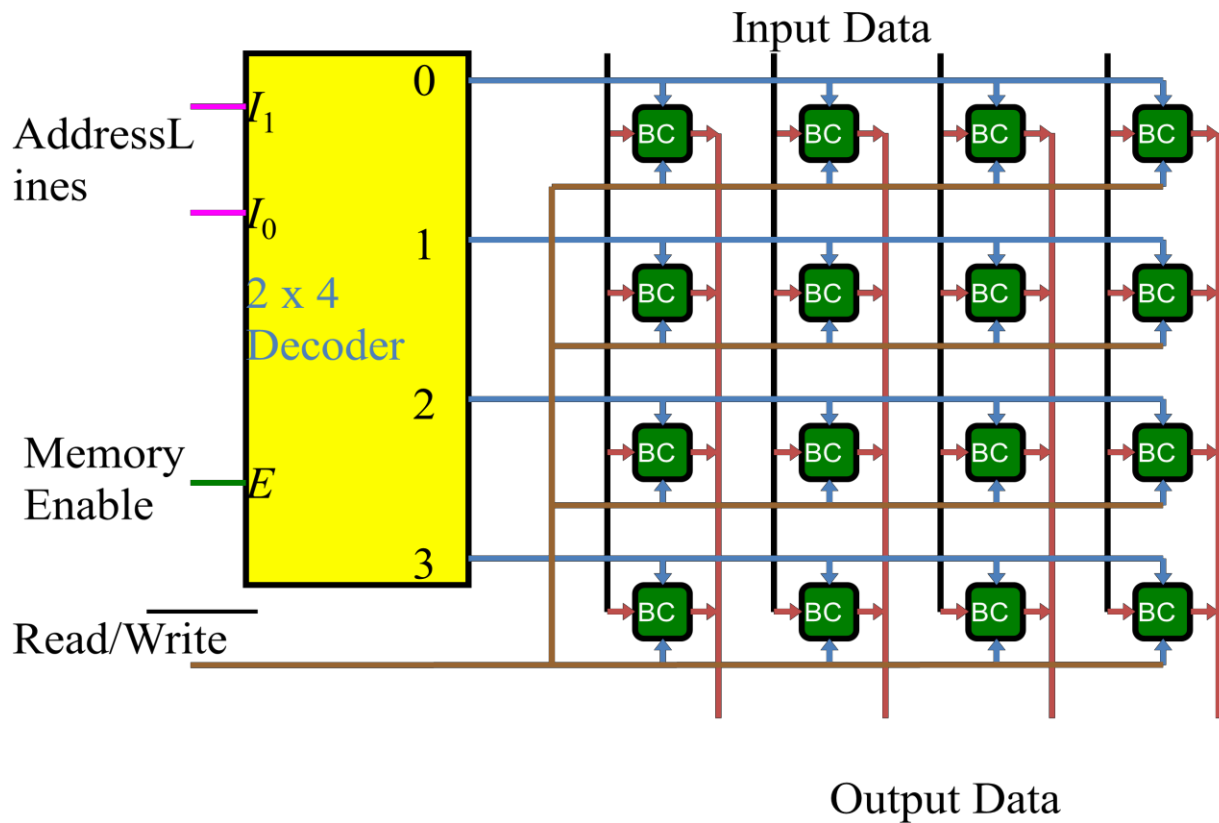 Input Data
0
I1
AddressL
ines
BC BC BC BC
I0
1
2 x 4
Decoder
BC BC BC BC
2
Memory
Enable
E
BC BC BC BC
3
BC BC BC BC
Read/Write
Output Data